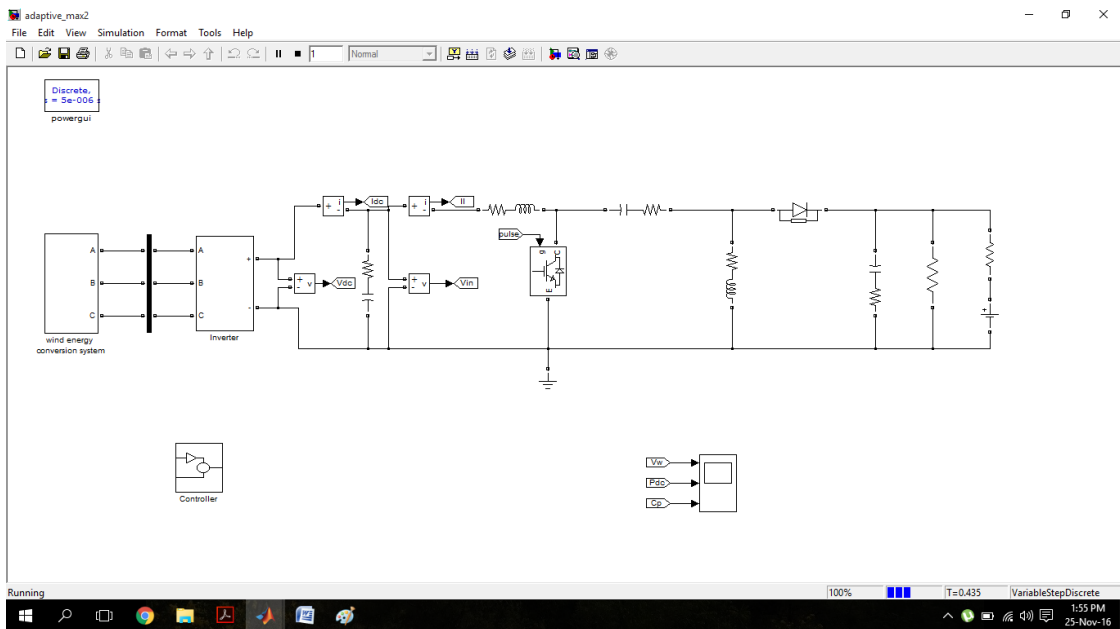 adaptive_max2
File Edit View Simulation Format Tools Help
1 Normal
Discrete,
s = 5e-006 s
powergui
+ - i Idc
+ - i Il
pulse
g C E
A A
B B
C C
+ -
+ - v Vdc
+ - v Vin
+
wind energy
conversion system
Inverter
Controller
Vw
Pdc
Cp
Running 100% T=0.435 VariableStepDiscrete
1:55 PM
25-Nov-16